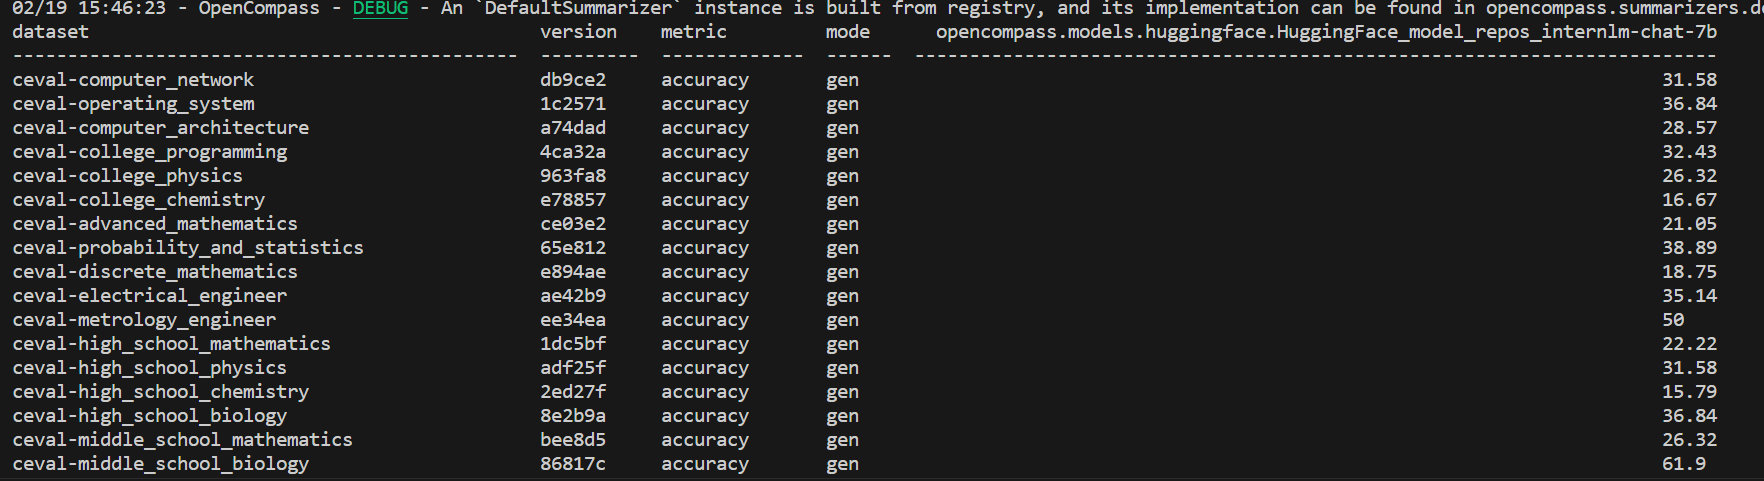 02/19 15:46:23 - OpenCompass - DEBUG - An `DefaultSummarizer` instance is built from registry, and its implementation can be found in opencompass.summarizers.de
dataset version metric mode opencompass.models.huggingface.HuggingFace_model_repos_internlm-chat-7b
---------------------------------------------- --------- ------------- ------ -------------------------------------------------------------------------
ceval-computer_network db9ce2 accuracy gen 31.58
ceval-operating_system 1c2571 accuracy gen 36.84
ceval-computer_architecture a74dad accuracy gen 28.57
ceval-college_programming 4ca32a accuracy gen 32.43
ceval-college_physics 963fa8 accuracy gen 26.32
ceval-college_chemistry e78857 accuracy gen 16.67
ceval-advanced_mathematics ce03e2 accuracy gen 21.05
ceval-probability_and_statistics 65e812 accuracy gen 38.89
ceval-discrete_mathematics e894ae accuracy gen 18.75
ceval-electrical_engineer ae42b9 accuracy gen 35.14
ceval-metrology_engineer ee34ea accuracy gen 50
ceval-high_school_mathematics 1dc5bf accuracy gen 22.22
ceval-high_school_physics adf25f accuracy gen 31.58
ceval-high_school_chemistry 2ed27f accuracy gen 15.79
ceval-high_school_biology 8e2b9a accuracy gen 36.84
ceval-middle_school_mathematics bee8d5 accuracy gen 26.32
ceval-middle_school_biology 86817c accuracy gen 61.9